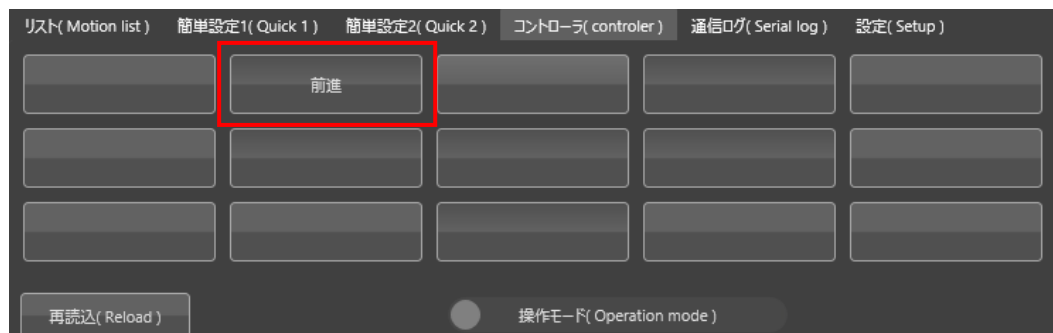 リスト( Motion list ) 簡単設定1( Quick 1 ) 簡単設定2( Quick 2 ) コントローラ( controler ) 通信ログ( Serial log ) 設定( Setup )
前進
再読込( Reload ) 操作モード( Operation mode )